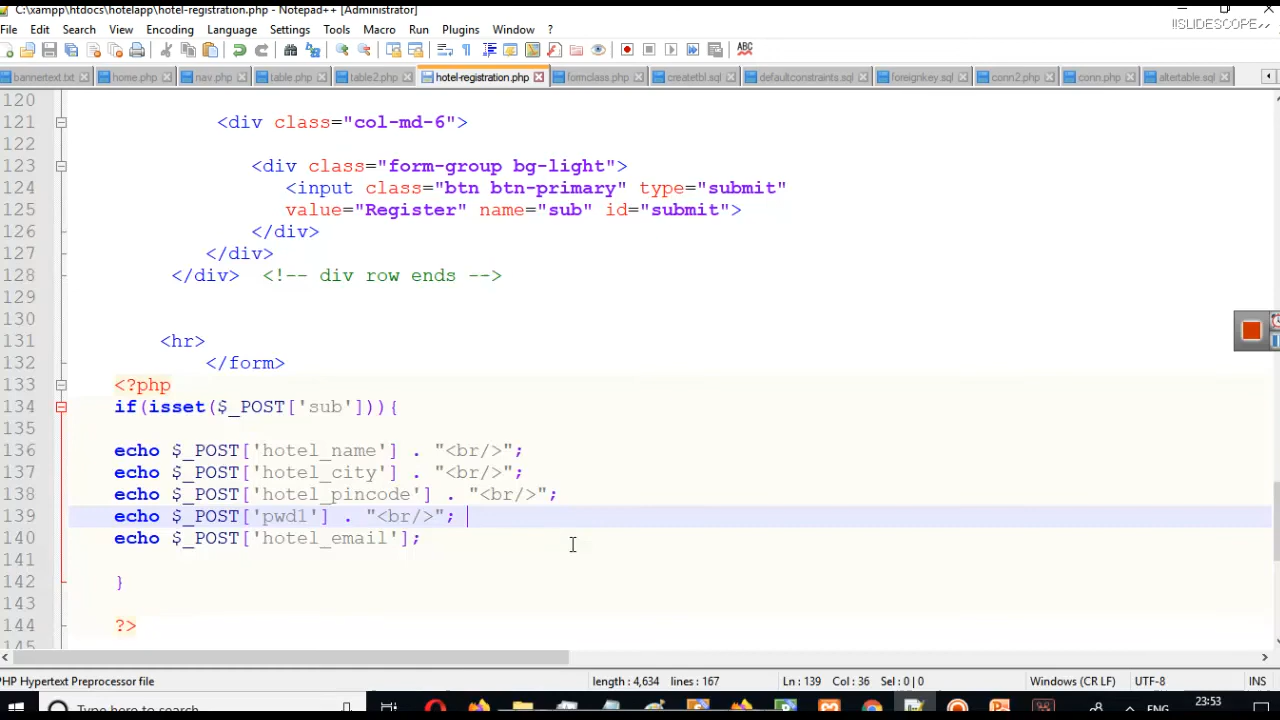 C:\xampp\htdocs\hotelapp\hotel-registration.php - Notepad++ [Administrator]
IISLIDESCOPE
File Edit Search View Encoding Language Settings Tools Macro Run Plugins Window ?
ABC
bannertext.txt home.php nav.php table.php table2.php hotel-registration.php formclass.php createtbl.sql defaultconstraints.sql foreignkey.sql conn2.php conn.php altertable.sql
120
121 <div class="col-md-6">
122
123 <div class="form-group bg-light">
124 <input class="btn btn-primary" type="submit"
125 value="Register" name="sub" id="submit">
126 </div>
127 </div>
128 </div> <!-- div row ends -->
129
130
131 <hr>
132 </form>
133 <?php
134 if(isset($_POST['sub'])){
135
136 echo $_POST['hotel_name'] . "<br/>";
137 echo $_POST['hotel_city'] . "<br/>";
138 echo $_POST['hotel_pincode'] . "<br/>";
139 echo $_POST['pwd1'] . "<br/>";
140 echo $_POST['hotel_email'];
141
142 }
143
144 ?>
145
PHP Hypertext Preprocessor file length : 4,634 lines : 167 Ln : 139 Col : 36 Sel : 0 | 0 Windows (CR LF) UTF-8 INS
Type here to search ENG 23:53